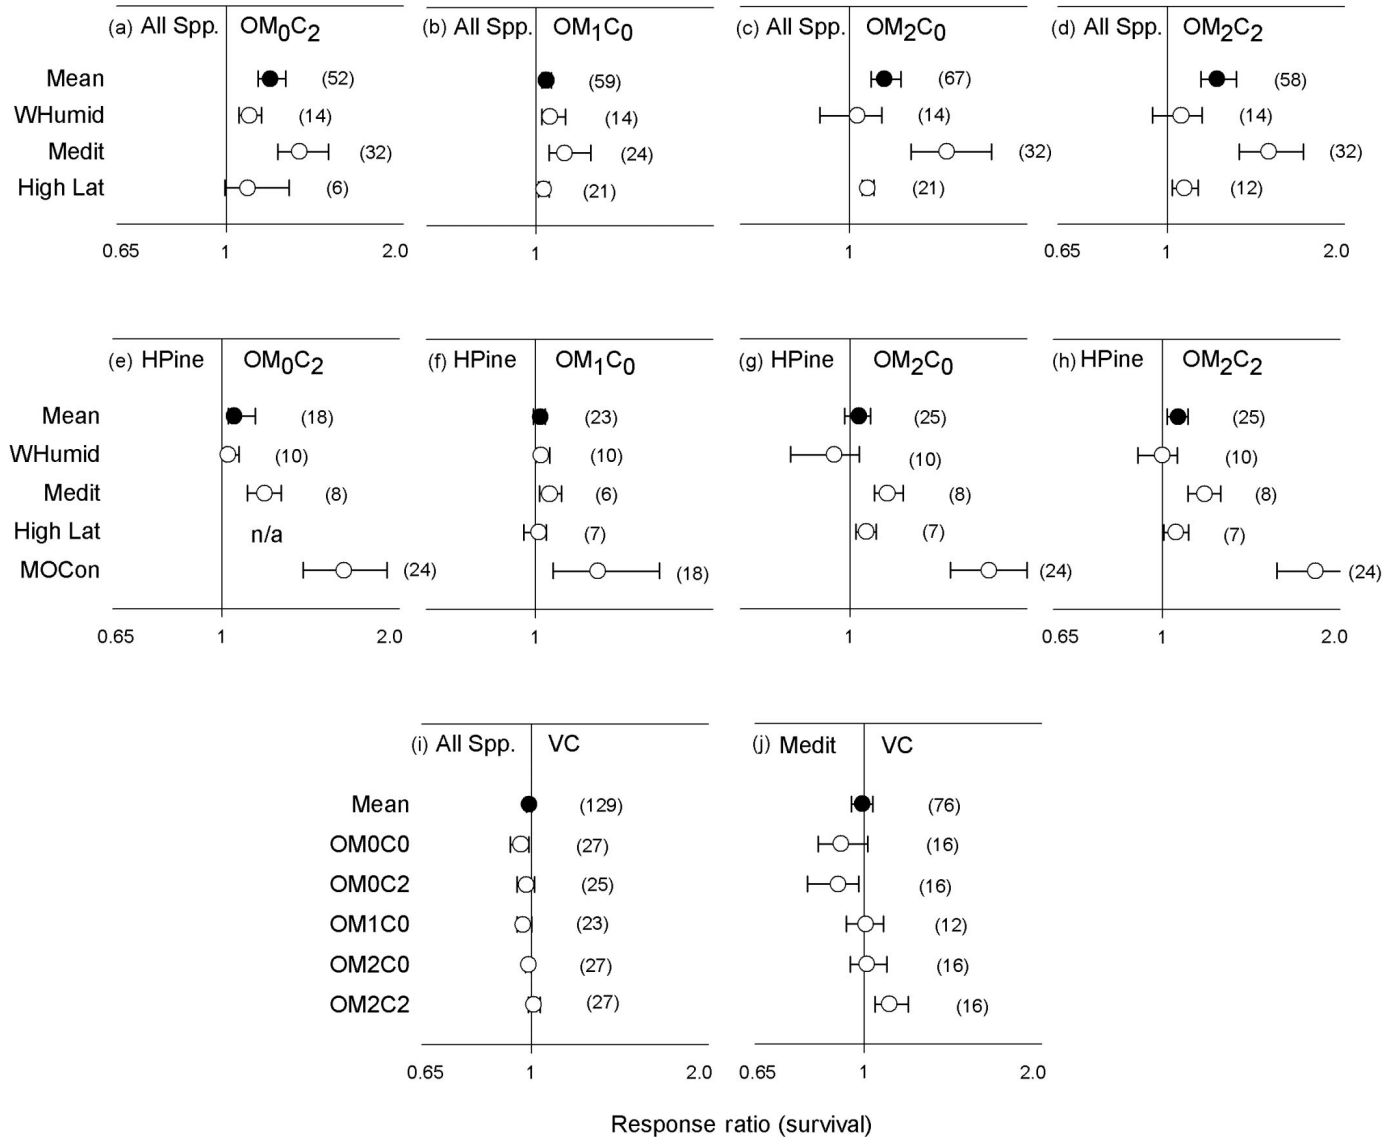 (a) All Spp. OM0C2 (b) All Spp. OM1C0 (c) All Spp. OM2C0 (d) All Spp. OM2C2
Mean (52) (59) (67) (58)
WHumid (14) (14) (14) (14)
Medit (32) (24) (32) (32)
High Lat (6) (21) (21) (12)
0.65 1 2.0 1 1 0.65 1 2.0
(e) HPine OM0C2 (f) HPine OM1C0 (g) HPine OM2C0 (h) HPine OM2C2
Mean (18) (23) (25) (25)
WHumid (10) (10) (10) (10)
Medit (8) (6) (8) (8)
High Lat n/a (7) (7) (7)
MOCon (24) (18) (24) (24)
0.65 1 2.0 1 1 0.65 1 2.0
(i) All Spp. VC (j) Medit VC
Mean (129) (76)
OM0C0 (27) (16)
OM0C2 (25) (16)
OM1C0 (23) (12)
OM2C0 (27) (16)
OM2C2 (27) (16)
0.65 1 2.0 0.65 1 2.0
Response ratio (survival)